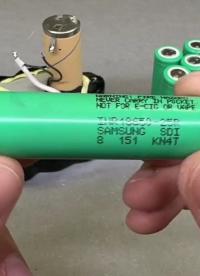 NEVER CARRY IN POCKET
NOT FOR E-CIG OR VAPE
INR18650-25R
SAMSUNG SDI
8 151 KN4T